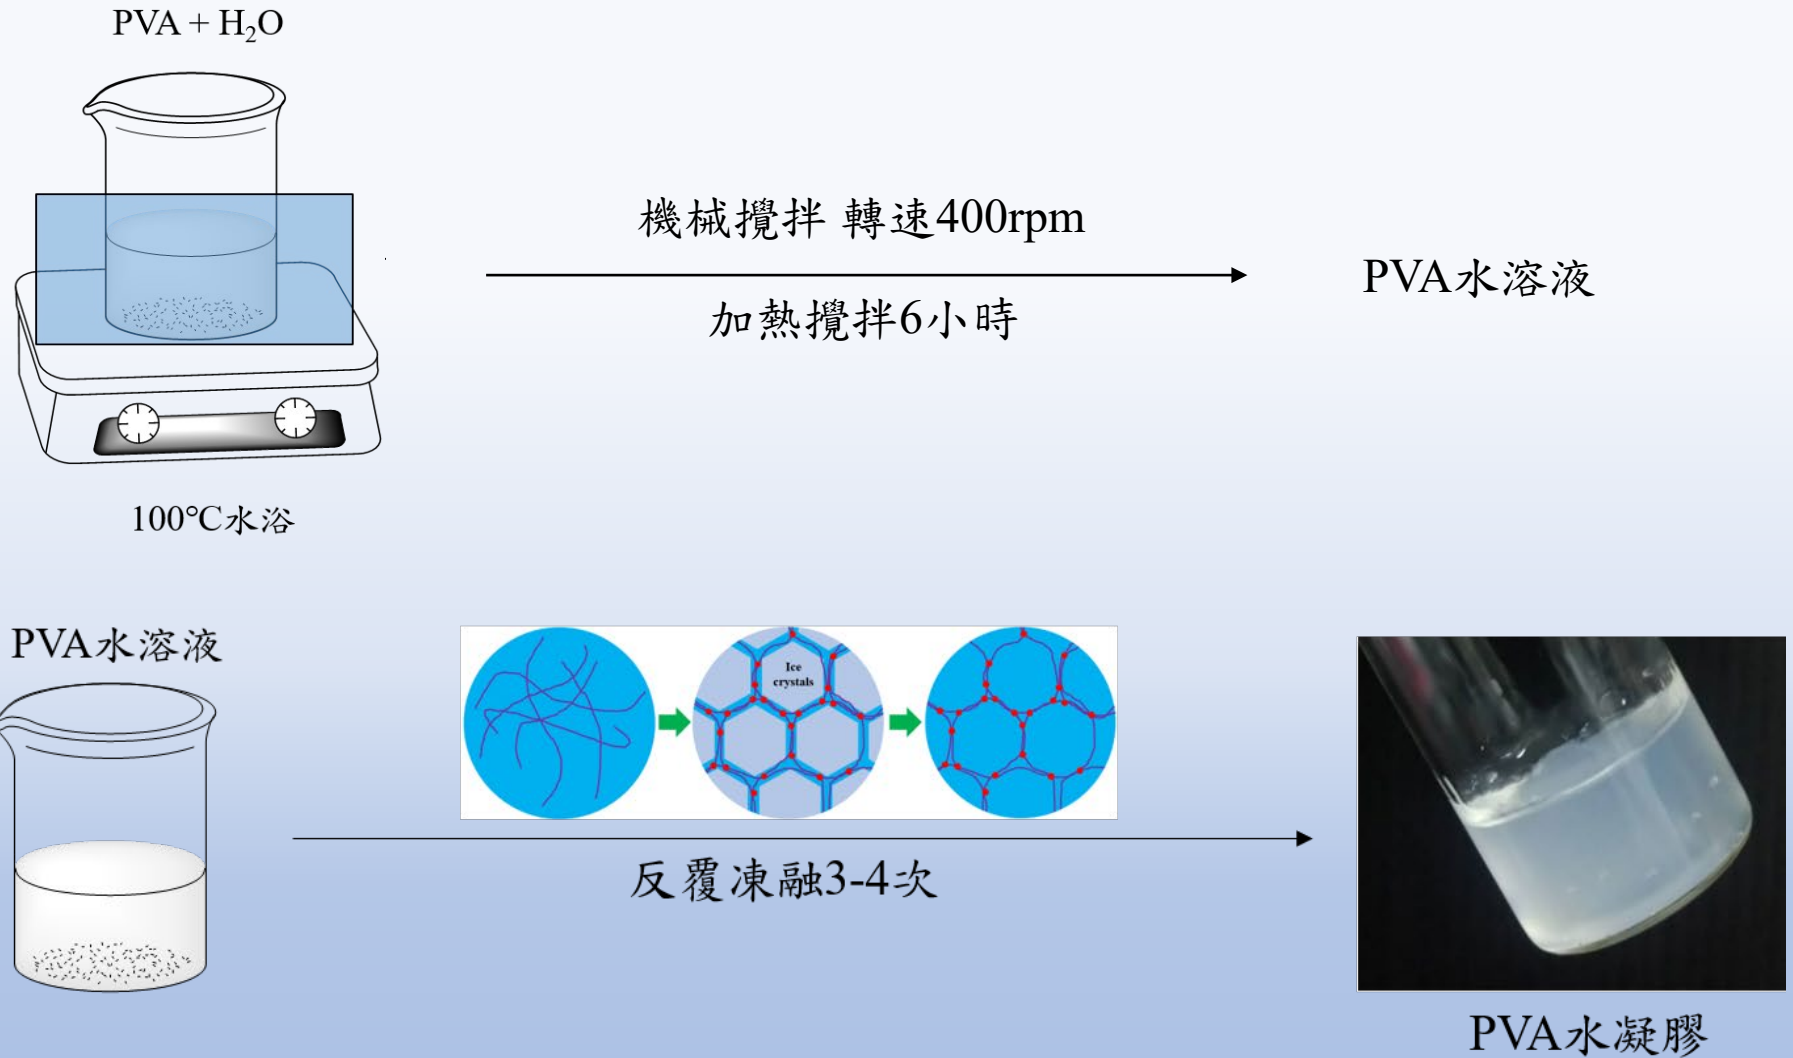 PVA + H₂O
機械攪拌 轉速400rpm
加熱攪拌6小時
PVA水溶液
100℃水浴
PVA水溶液
Ice
crystals
反覆凍融3-4次
PVA水凝膠